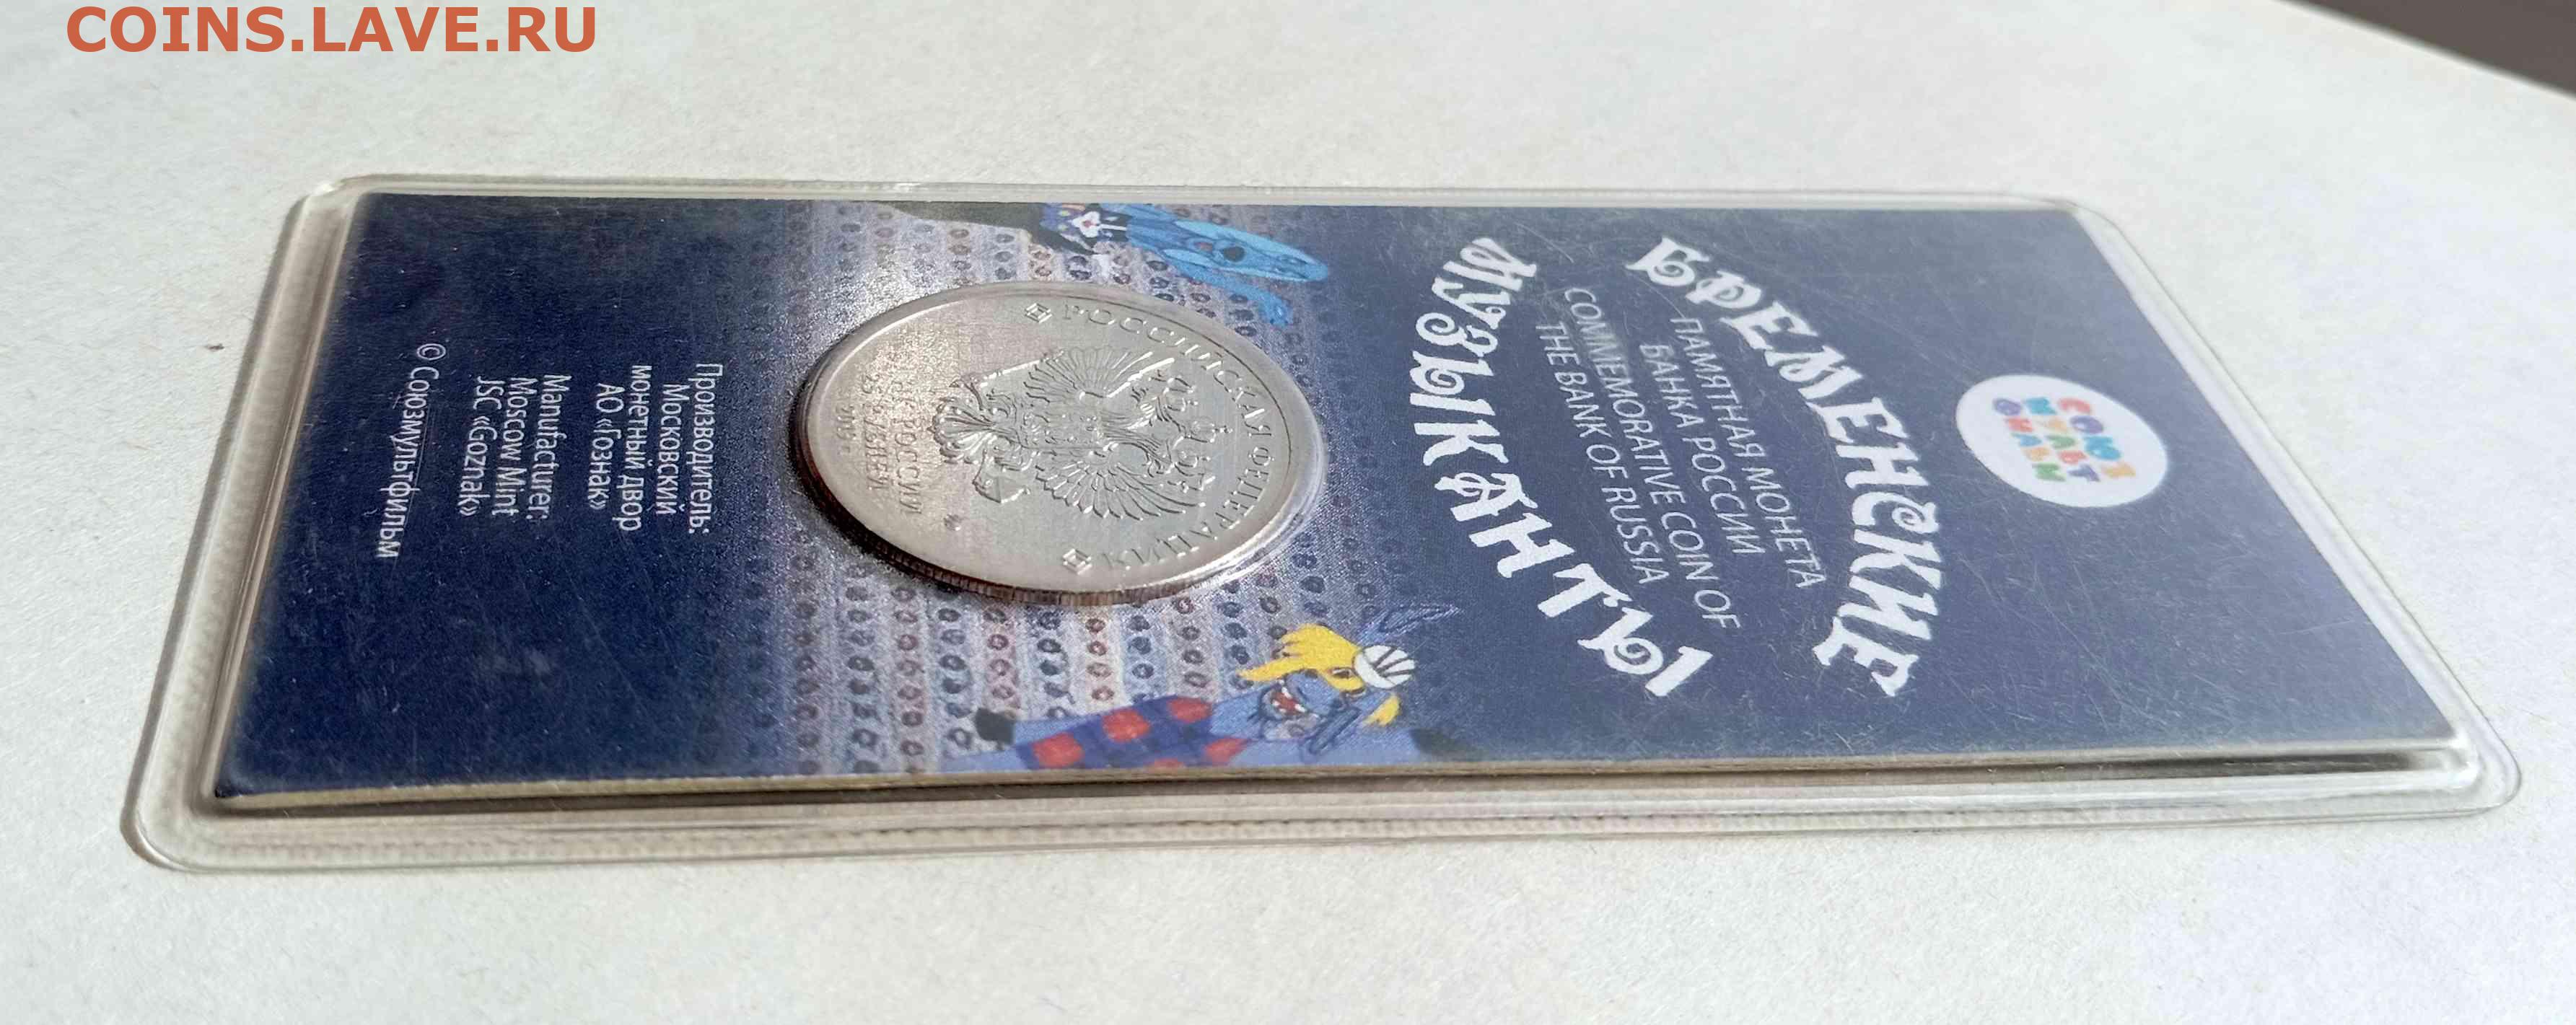 COINS.LAVE.RU
СОЮЗ
МУЛЬТ
ФИЛЬМ
БРЕМЕНСКИЕ
ПАМЯТНАЯ МОНЕТА
БАНКА РОССИИ
COMMEMORATIVE COIN OF
THE BANK OF RUSSIA
МУЗЫКАНТЫ
РОССИЙСКАЯ ФЕДЕРАЦИЯ
РОССИИ
25 РУБЛЕЙ
Производитель:
Московский
монетный двор
АО «Гознак»
Manufacturer:
Moscow Mint
JSC «Goznak»
© Союзмультфильм